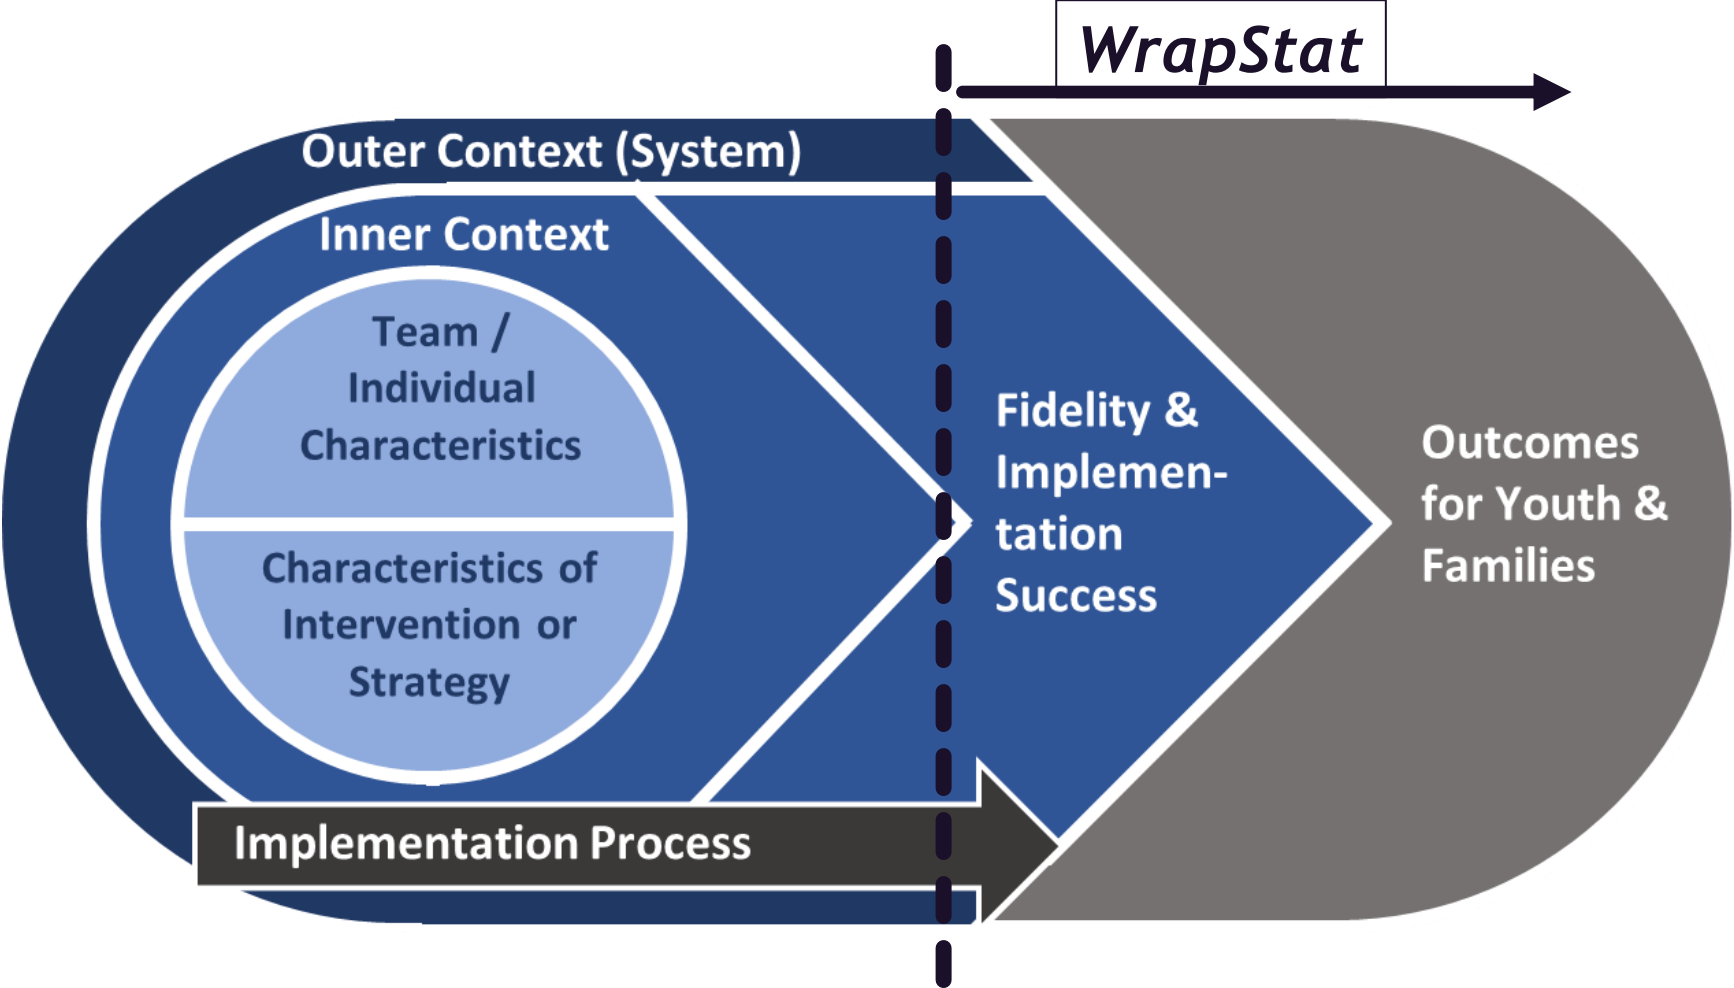 WrapStat
Outer Context (System)
Inner Context
Team /
Individual
Characteristics
Characteristics of
Intervention or
Strategy
Fidelity &
Implemen-
tation
Success
Outcomes
for Youth &
Families
Implementation Process